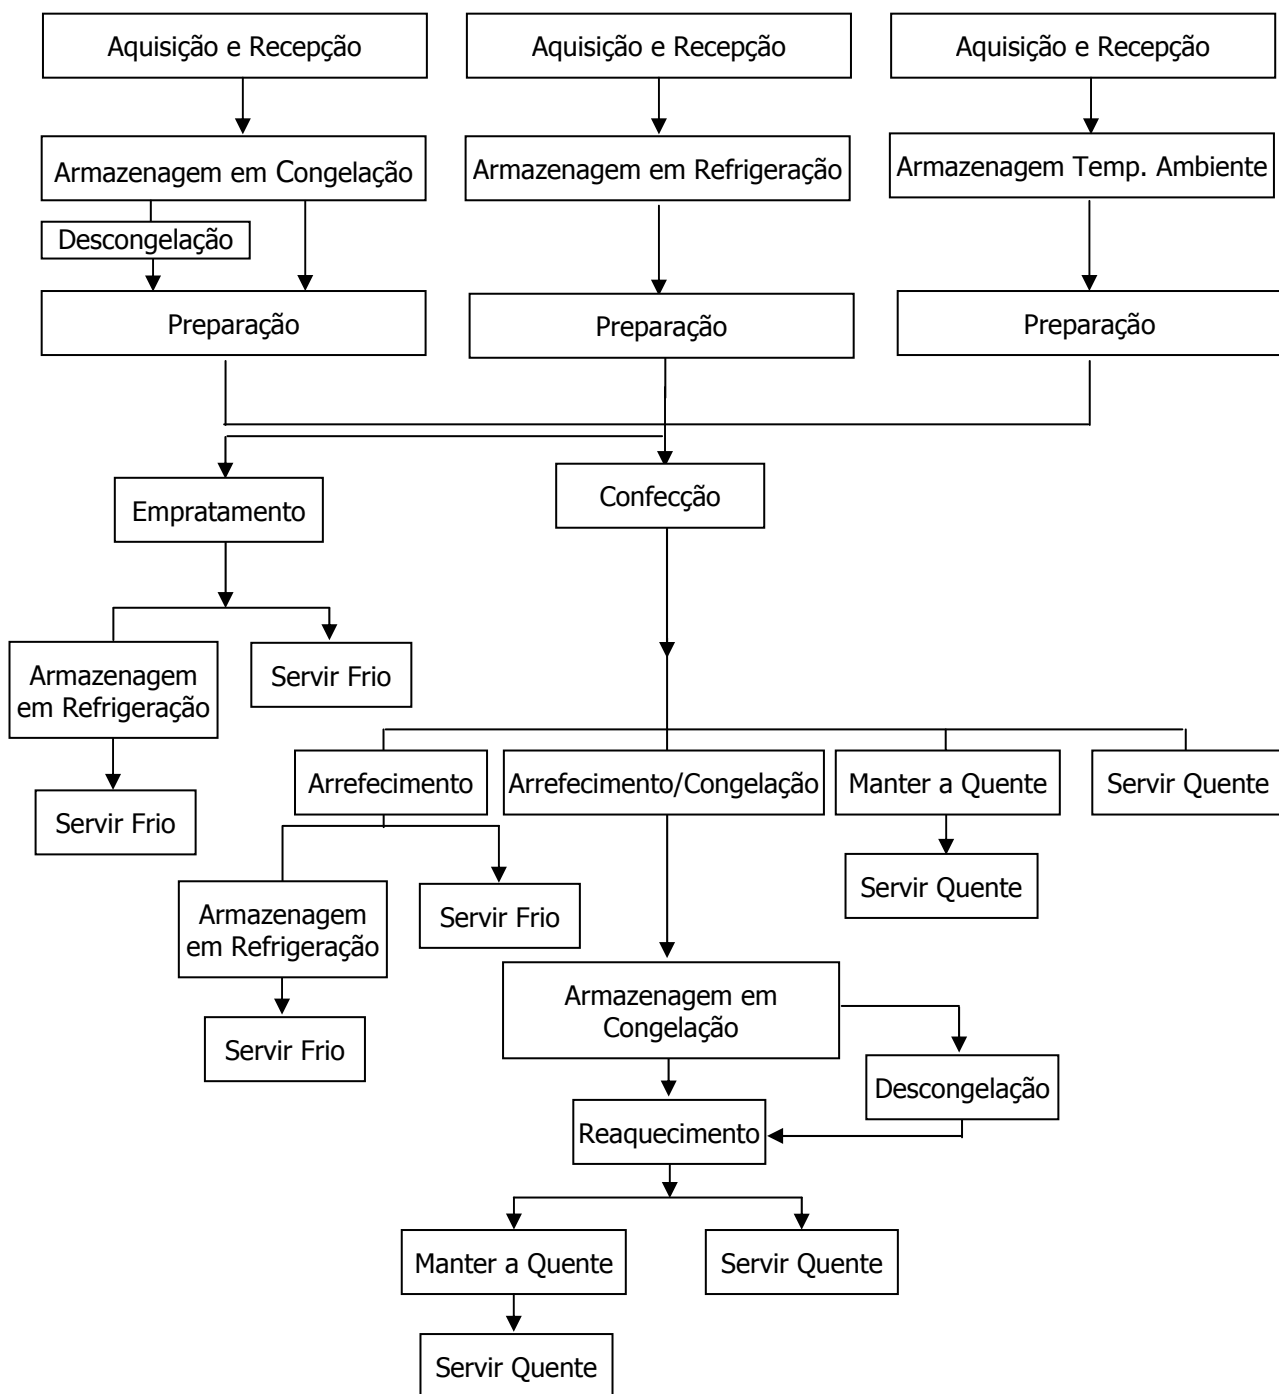 Aquisição e Recepção
Aquisição e Recepção
Aquisição e Recepção
Armazenagem em Congelação
Armazenagem em Refrigeração
Armazenagem Temp. Ambiente
Descongelação
Preparação
Preparação
Preparação
Empratamento
Confecção
Armazenagem
em Refrigeração
Servir Frio
Servir Frio
Arrefecimento
Arrefecimento/Congelação
Manter a Quente
Servir Quente
Armazenagem
em Refrigeração
Servir Frio
Servir Quente
Servir Frio
Armazenagem em
Congelação
Descongelação
Reaquecimento
Manter a Quente
Servir Quente
Servir Quente